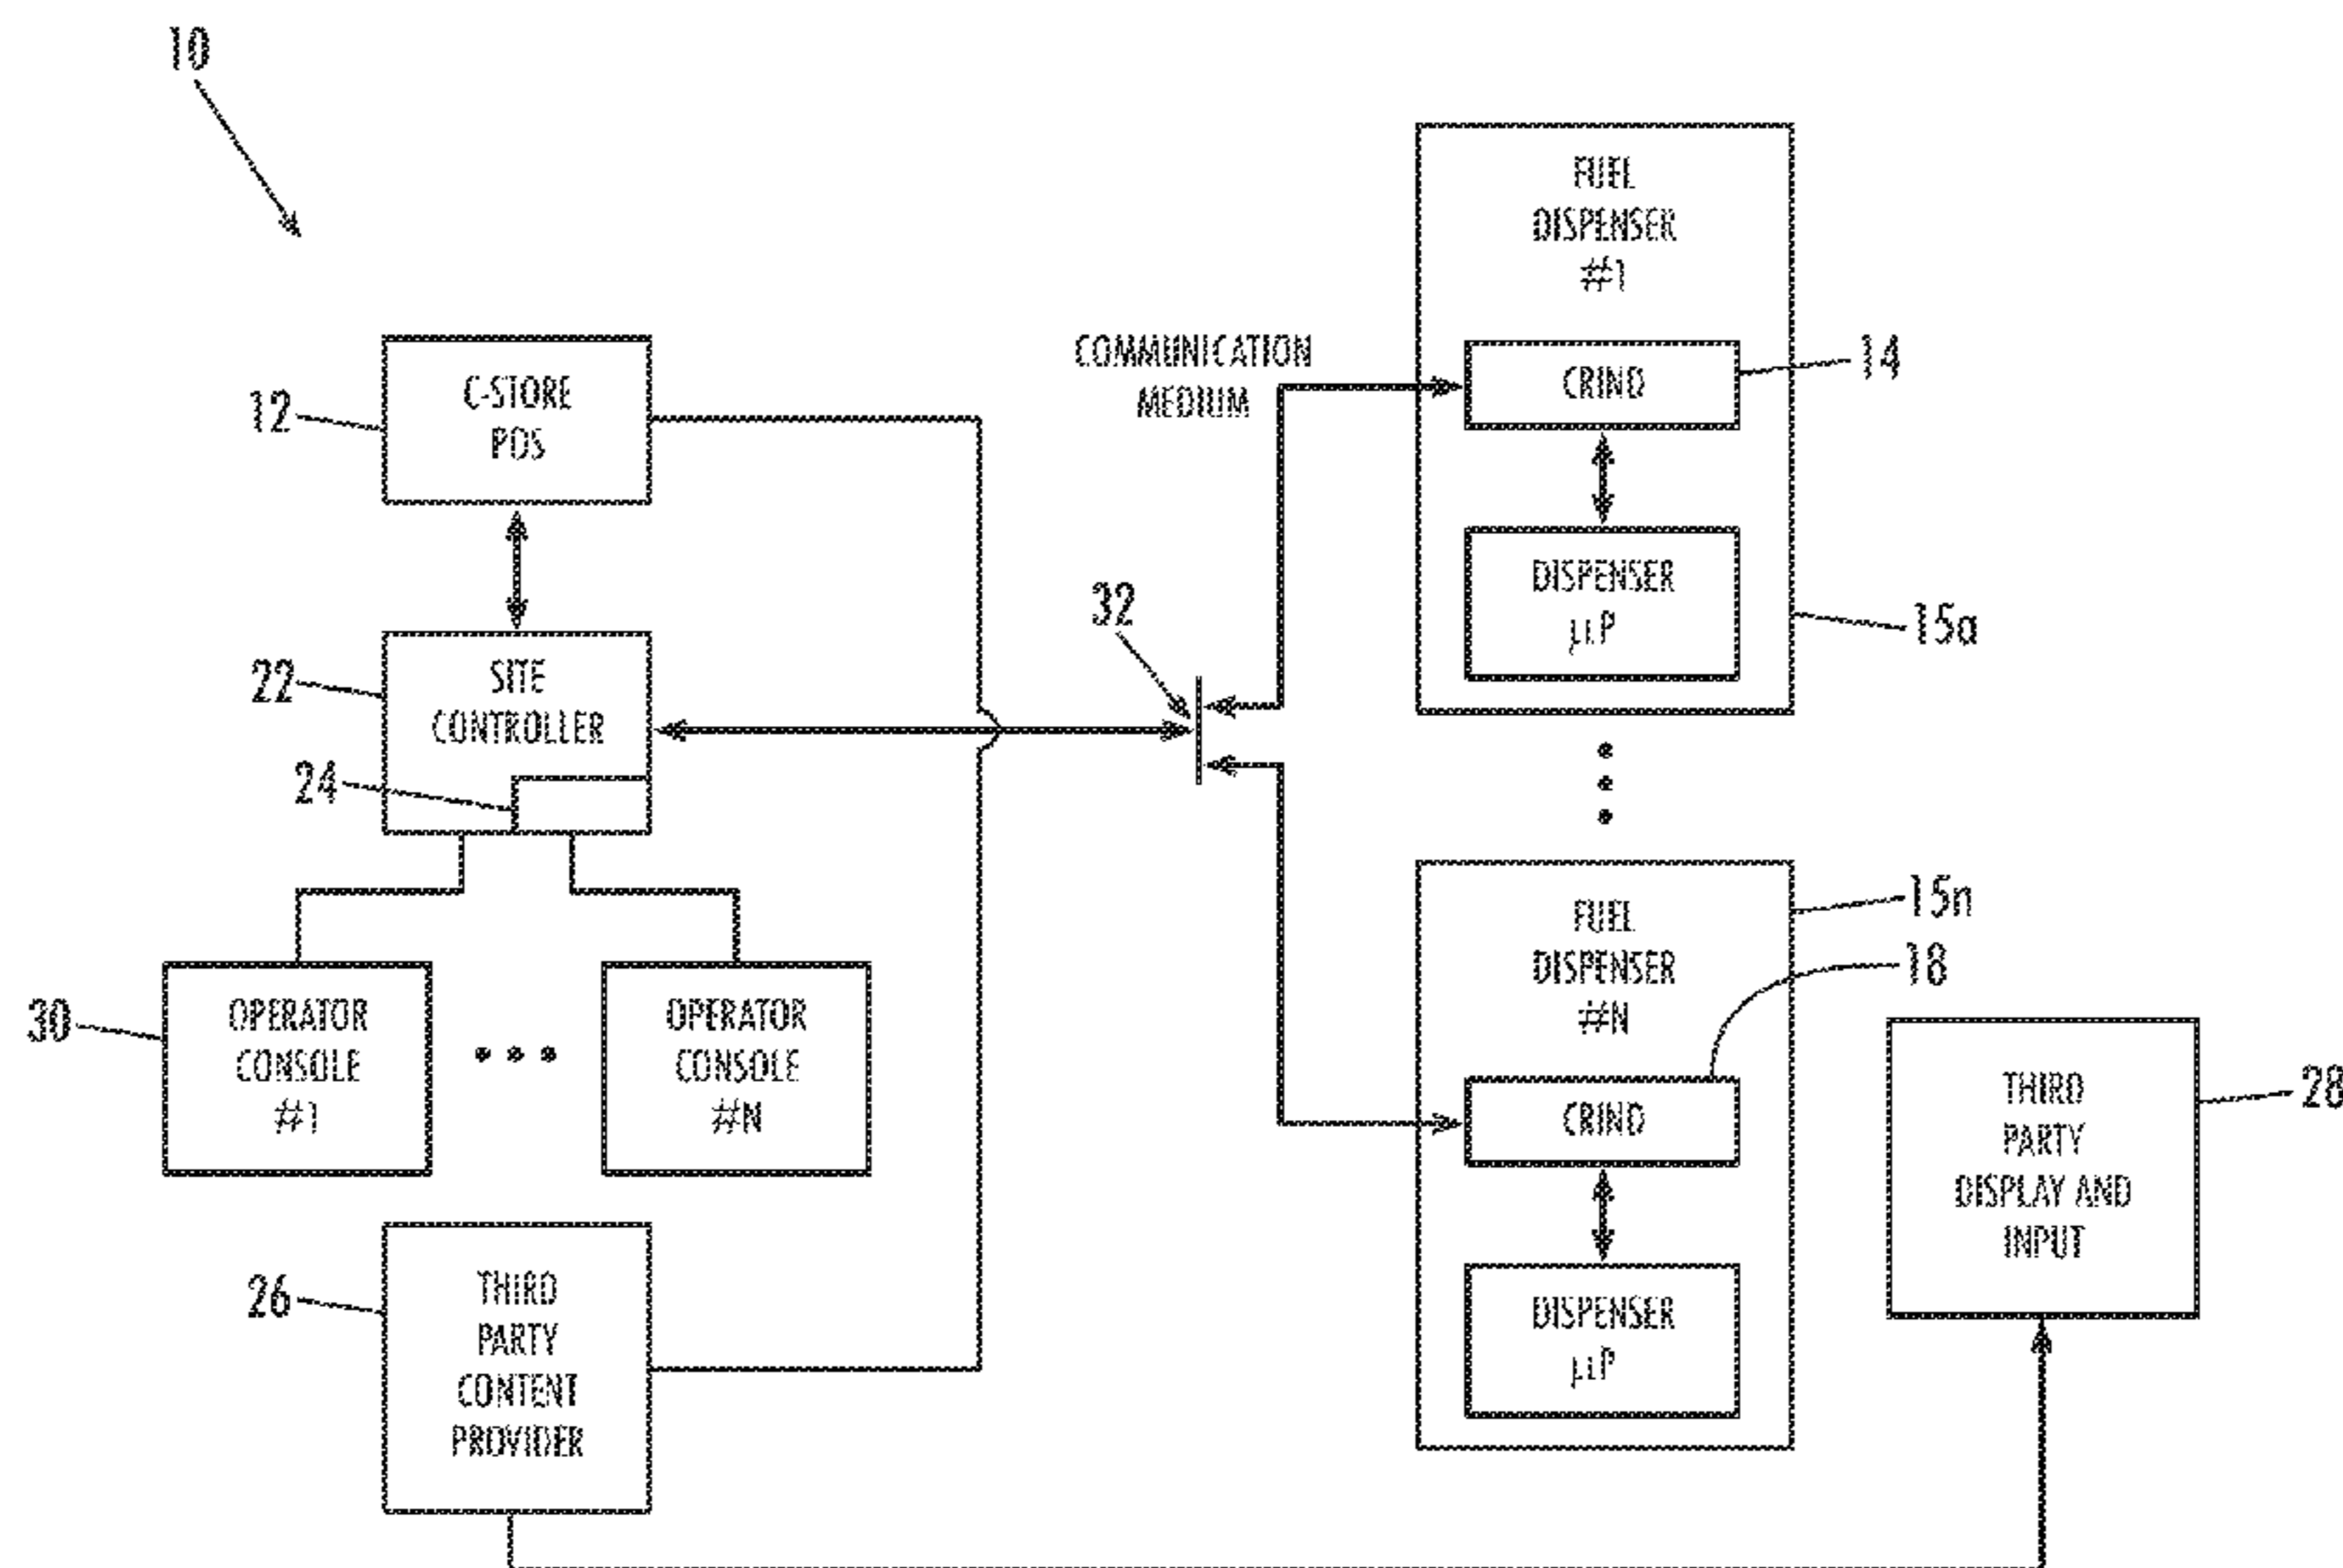 10
FUEL
DISPENSER
#1
COMMUNICATION
MEDIUM
CRIND
14
12
C-STORE
POS
DISPENSER
µP
15a
32
22
SITE
CONTROLLER
24
15n
FUEL
DISPENSER
#N
18
30
OPERATOR
CONSOLE
#1
OPERATOR
CONSOLE
#N
CRIND
THIRD
PARTY
DISPLAY AND
INPUT
28
26
THIRD
PARTY
CONTENT
PROVIDER
DISPENSER
µP